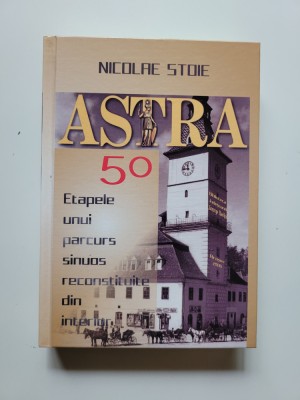 NICOLAE STOIE
ASTRA
50
Etapele
unui
parcurs
sinuos
reconstituite
din
interior